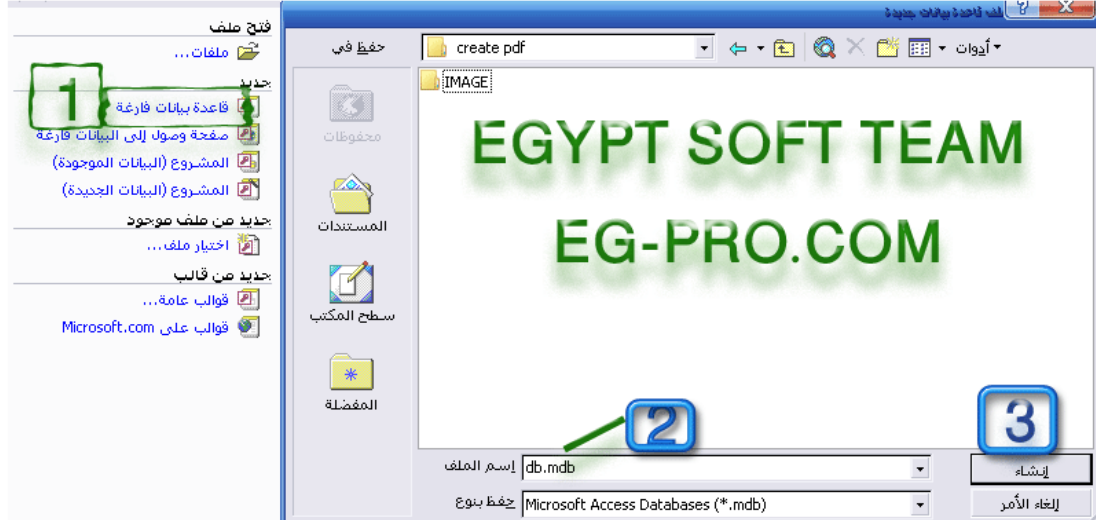 ملف قاعدة بيانات جديدة
فتح ملف
ملفات...
جديد
1
قاعدة بيانات فارغة
صفحة وصول إلى البيانات فارغة
المشروع (البيانات الموجودة)
المشروع (البيانات الجديدة)
جديد من ملف موجود
اختيار ملف...
جديد من قالب
قوالب عامة...
قوالب على Microsoft.com
حفظ في
create pdf
أدوات
IMAGE
محفوظات
المستندات
سطح المكتب
المفضلة
EGYPT SOFT TEAM
EG-PRO.COM
2
3
إسم الملف
db.mdb
إنشاء
حفظ بنوع
Microsoft Access Databases (*.mdb)
إلغاء الأمر